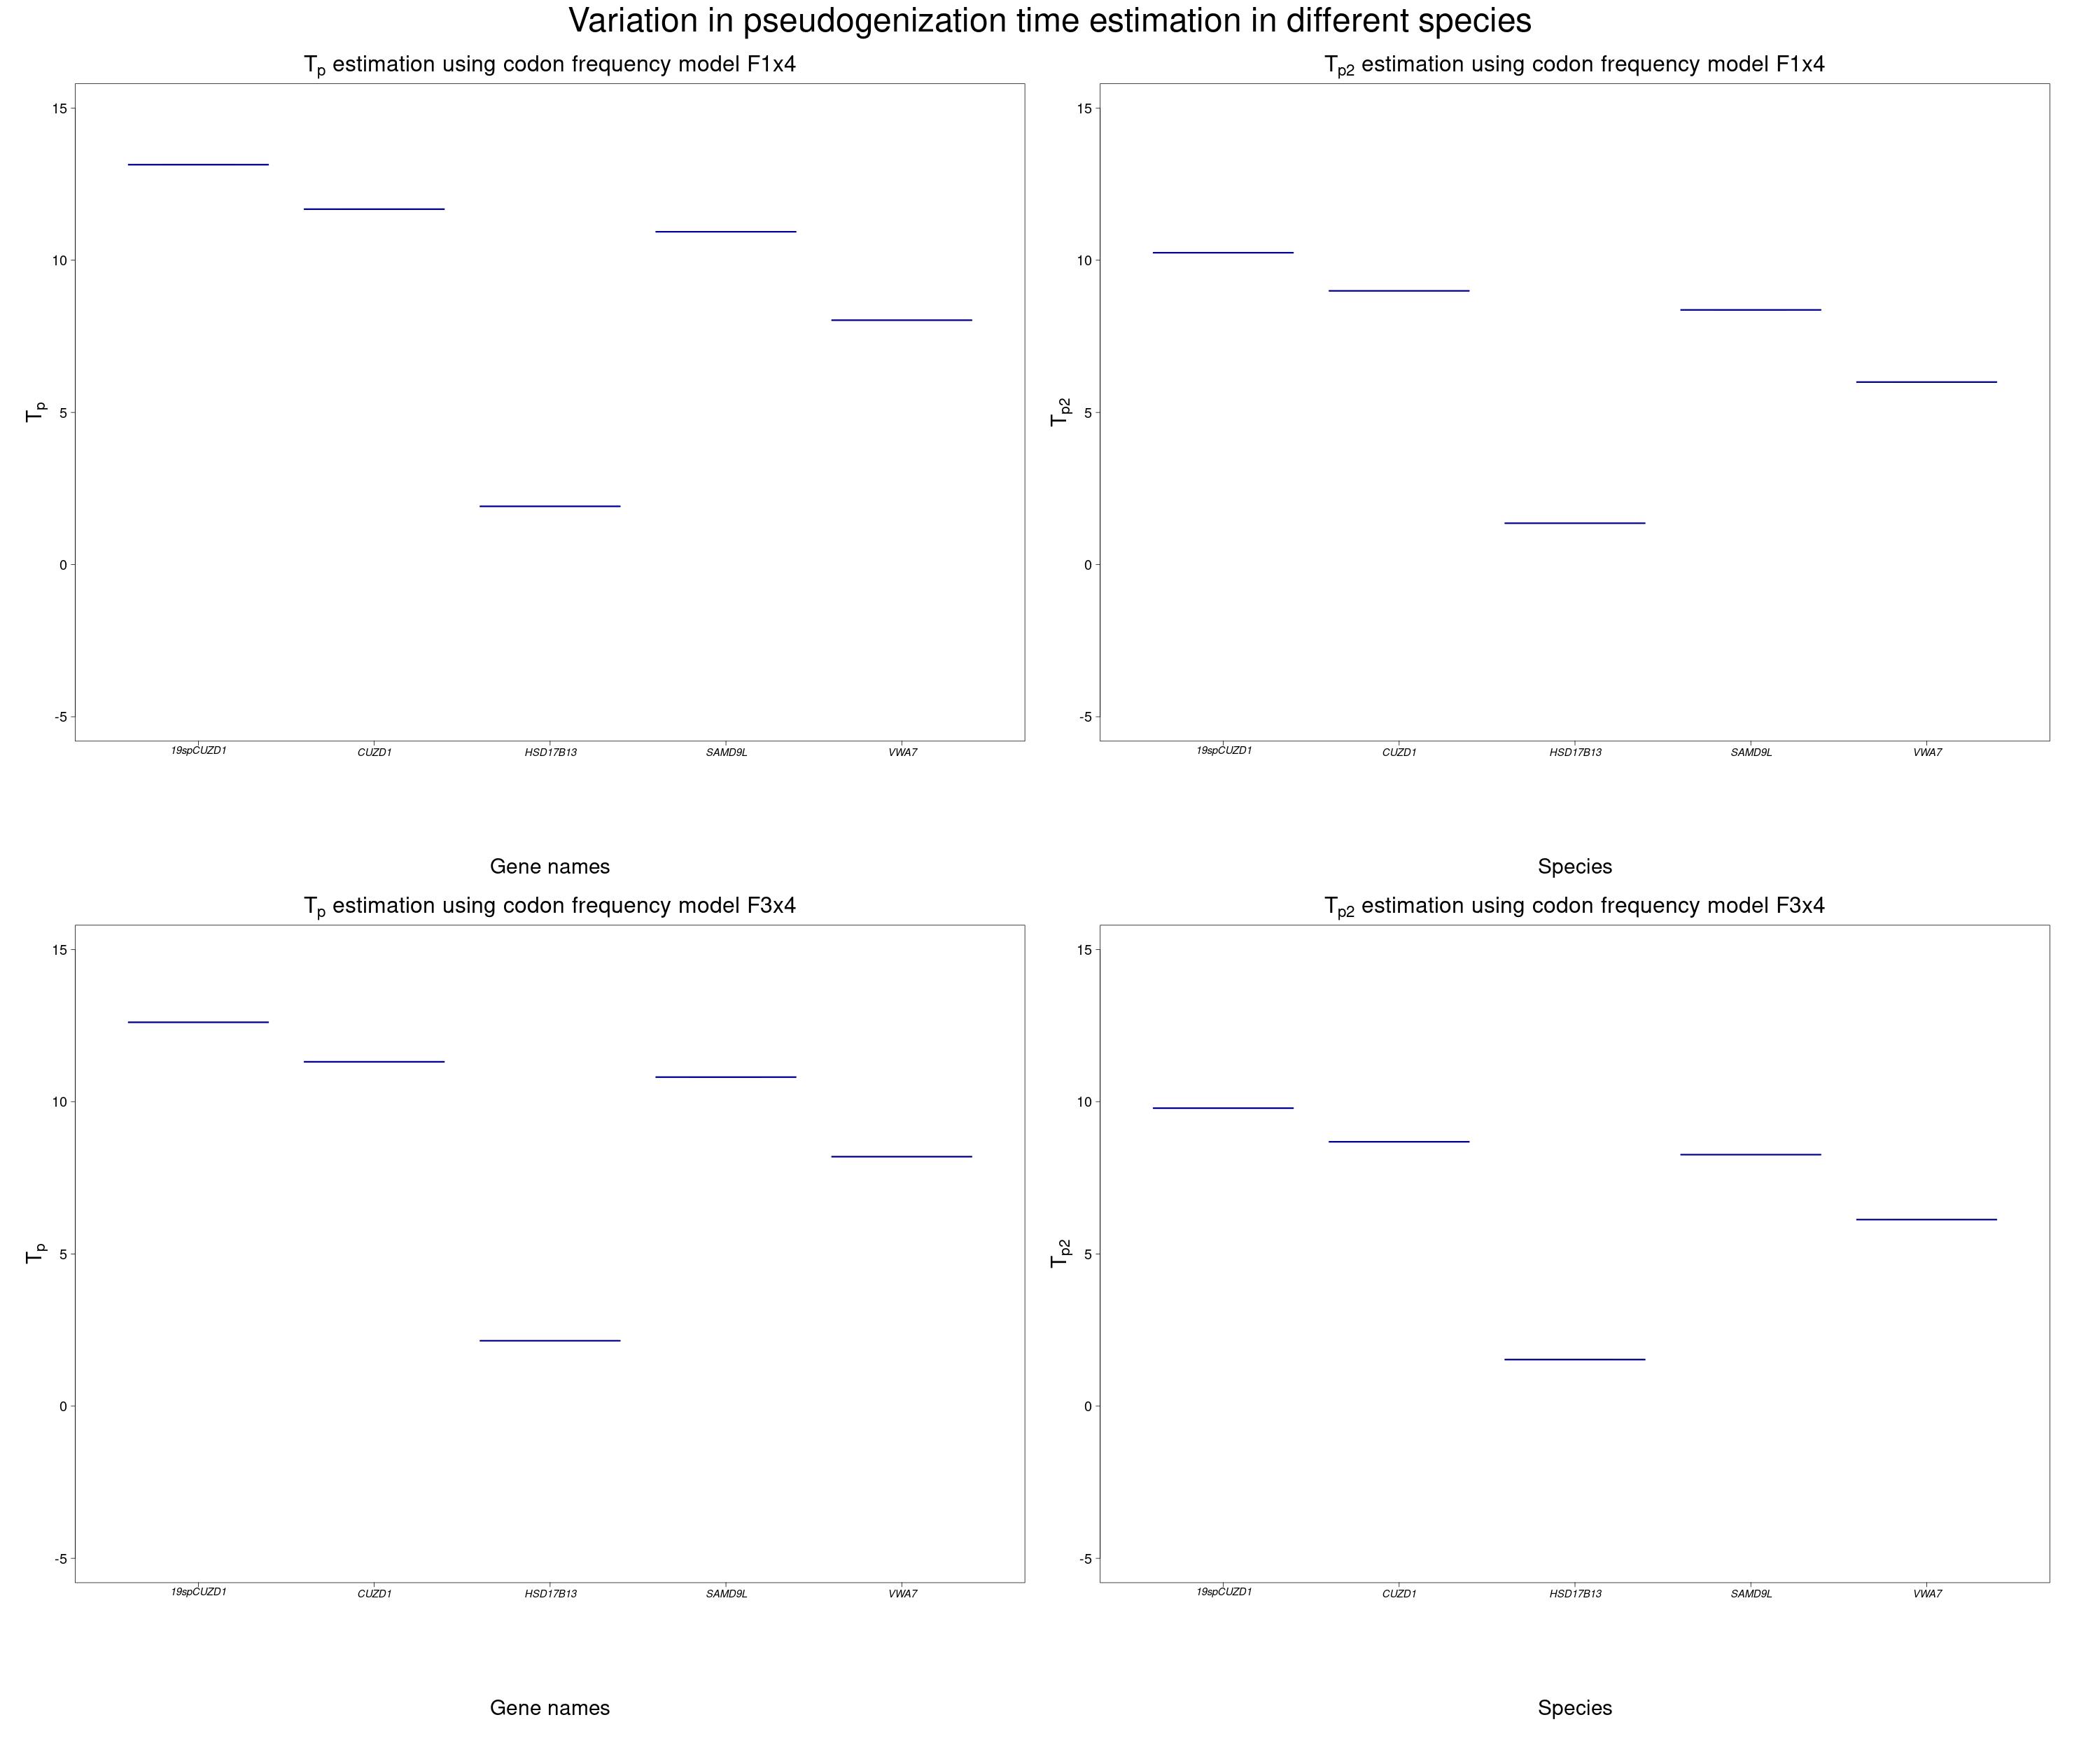 Variation in pseudogenization time estimation in different species
Tp estimation using codon frequency model F1x4
15
10
5
0
-5
Tp
19spCUZD1 CUZD1 HSD17B13 SAMD9L VWA7
Gene names
Tp2 estimation using codon frequency model F1x4
15
10
5
0
-5
Tp2
19spCUZD1 CUZD1 HSD17B13 SAMD9L VWA7
Species
Tp estimation using codon frequency model F3x4
15
10
5
0
-5
Tp
19spCUZD1 CUZD1 HSD17B13 SAMD9L VWA7
Gene names
Tp2 estimation using codon frequency model F3x4
15
10
5
0
-5
Tp2
19spCUZD1 CUZD1 HSD17B13 SAMD9L VWA7
Species